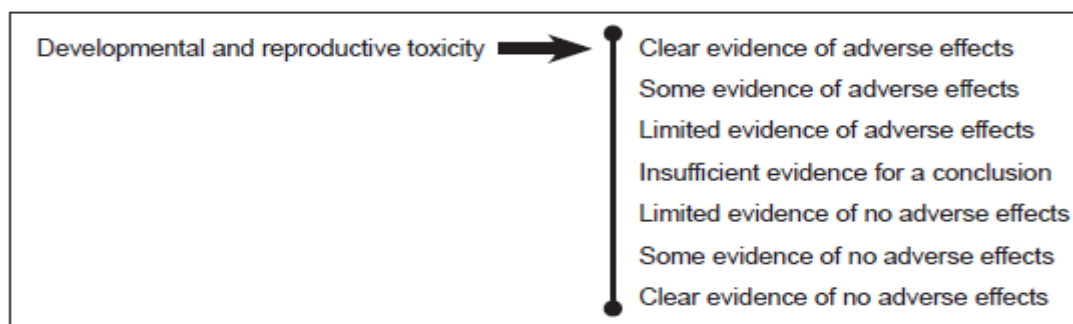 Developmental and reproductive toxicity
Clear evidence of adverse effects
Some evidence of adverse effects
Limited evidence of adverse effects
Insufficient evidence for a conclusion
Limited evidence of no adverse effects
Some evidence of no adverse effects
Clear evidence of no adverse effects